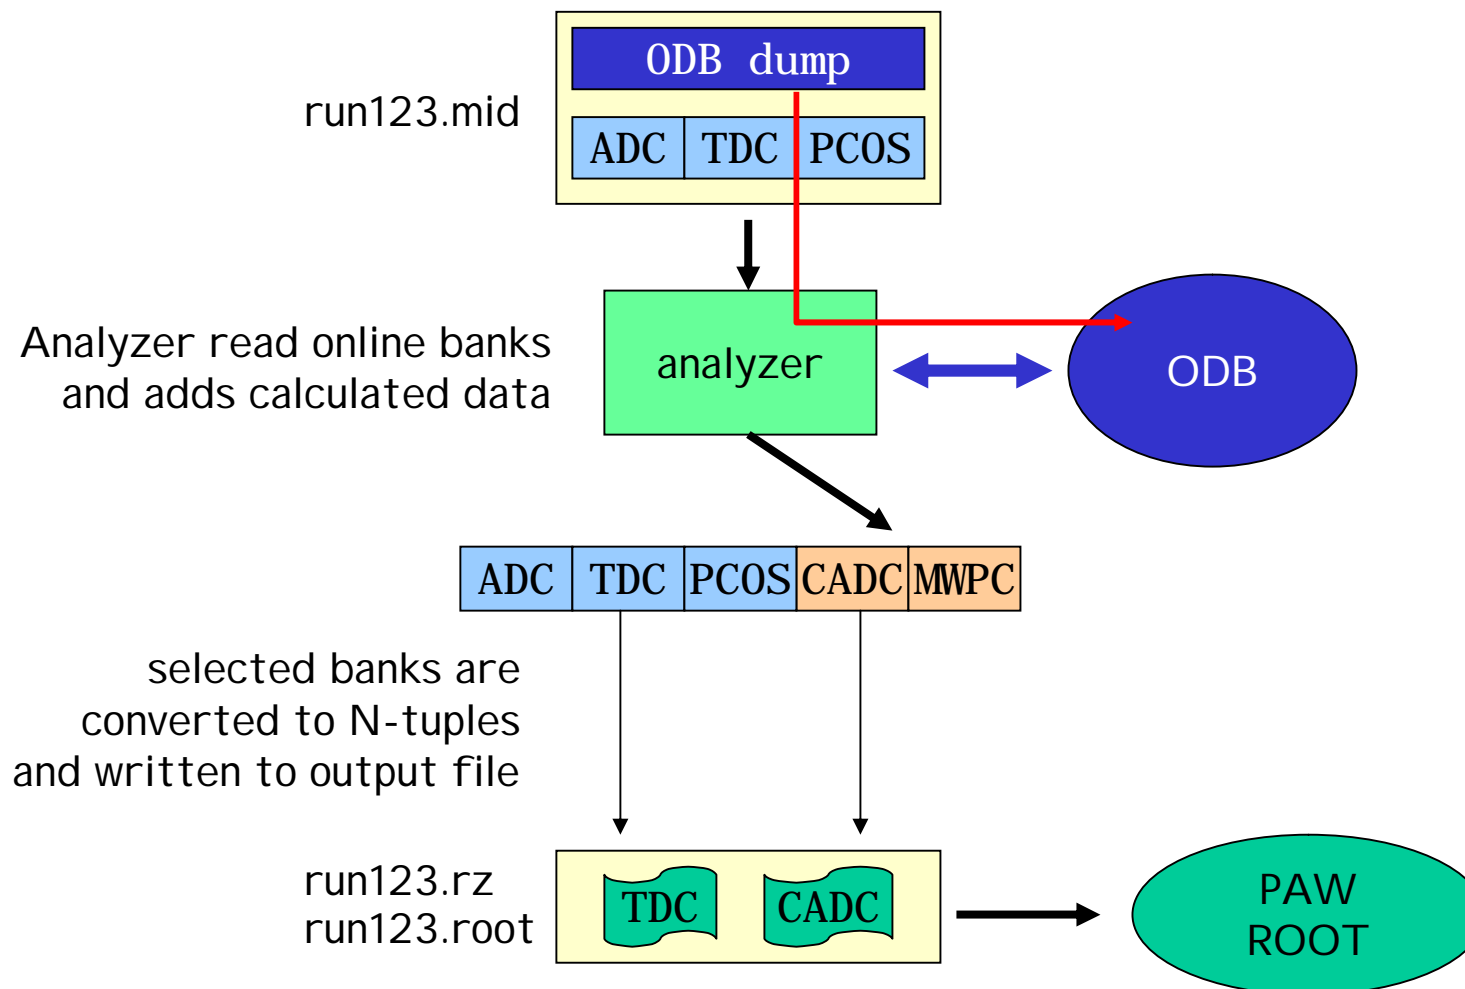 ODB dump
run123.mid
ADC TDC PCOS
Analyzer read online banks
and adds calculated data
analyzer
ODB
ADC TDC PCOS CADC MWPC
selected banks are
converted to N-tuples
and written to output file
run123.rz
run123.root
TDC CADC
PAW
ROOT